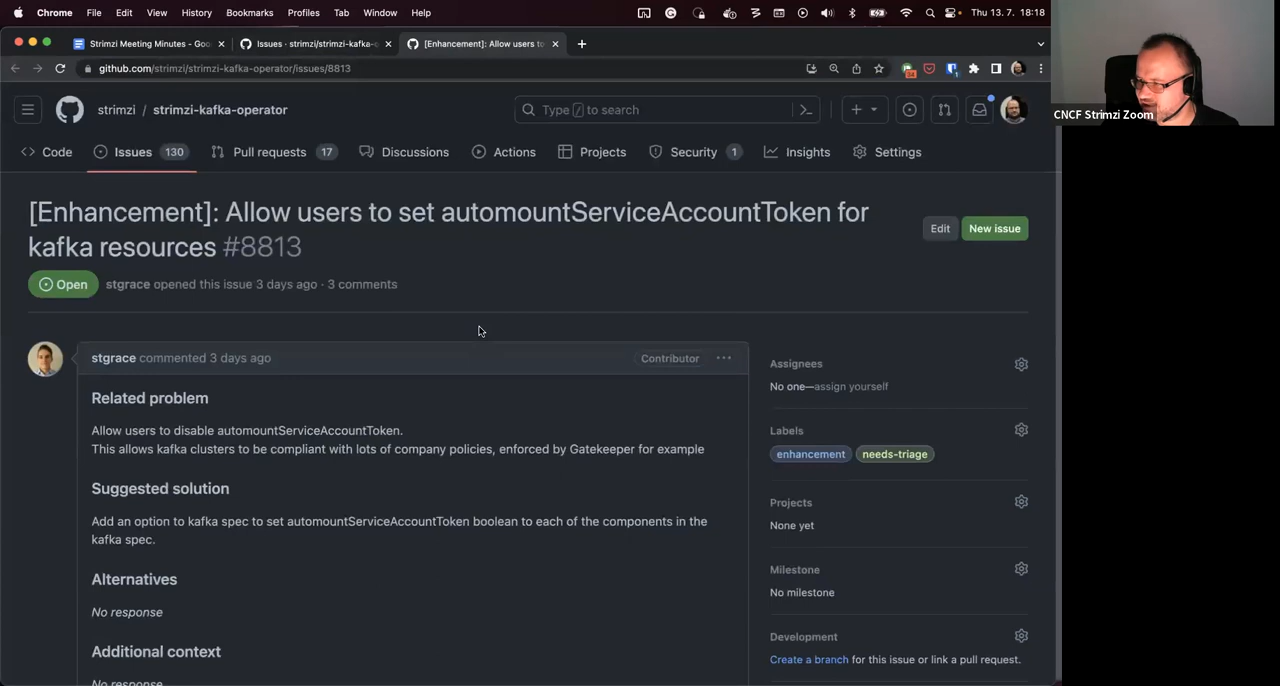 Chrome File Edit View History Bookmarks Profiles Tab Window Help Thu 13. 7. 18:18
Strimzi Meeting Minutes - Goo Issues · strimzi/strimzi-kafka-o [Enhancement]: Allow users to
github.com/strimzi/strimzi-kafka-operator/issues/8813
CNCF Strimzi Zoom
strimzi / strimzi-kafka-operator
Type / to search
Code Issues 130 Pull requests 17 Discussions Actions Projects Security 1 Insights Settings
[Enhancement]: Allow users to set automountServiceAccountToken for
kafka resources #8813
Edit New issue
Open stgrace opened this issue 3 days ago · 3 comments
stgrace commented 3 days ago Contributor
Related problem
Allow users to disable automountServiceAccountToken.
This allows kafka clusters to be compliant with lots of company policies, enforced by Gatekeeper for example
Suggested solution
Add an option to kafka spec to set automountServiceAccountToken boolean to each of the components in the
kafka spec.
Alternatives
No response
Additional context
No response
Assignees
No one—assign yourself
Labels
enhancement needs-triage
Projects
None yet
Milestone
No milestone
Development
Create a branch for this issue or link a pull request.